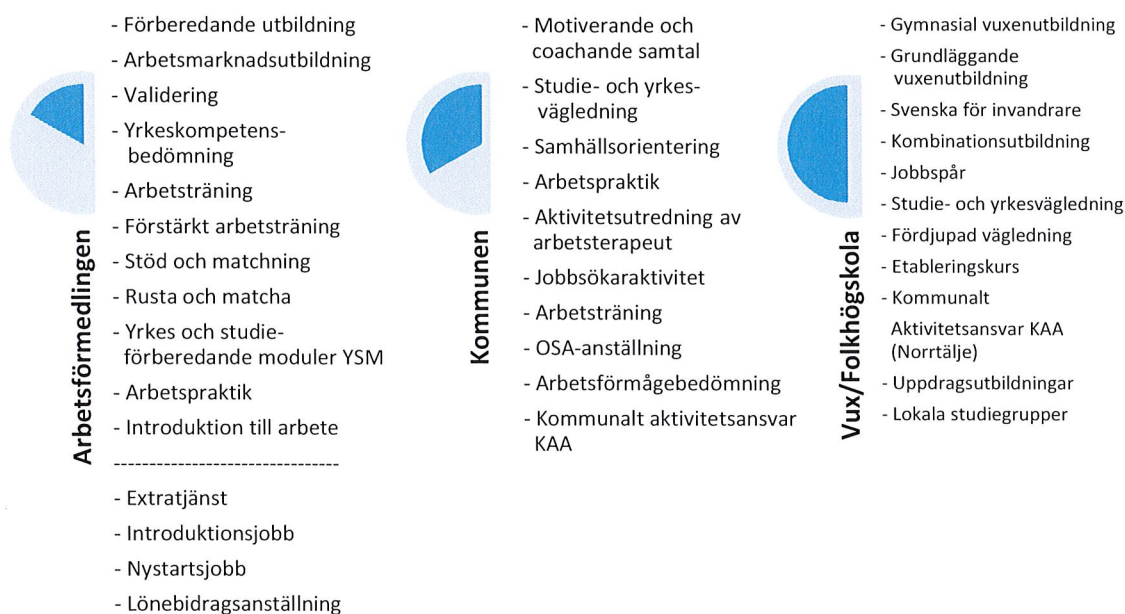 Arbetsförmedlingen
- Förberedande utbildning
- Arbetsmarknadsutbildning
- Validering
- Yrkeskompetens-
bedömning
- Arbetsträning
- Förstärkt arbetsträning
- Stöd och matchning
- Rusta och matcha
- Yrkes och studie-
förberedande moduler YSM
- Arbetspraktik
- Introduktion till arbete
--------------------------------
- Extratjänst
- Introduktionsjobb
- Nystartsjobb
- Lönebidragsanställning
Kommunen
- Motiverande och
coachande samtal
- Studie- och yrkes-
vägledning
- Samhällsorientering
- Arbetspraktik
- Aktivitetsutredning av
arbetsterapeut
- Jobbsökaraktivitet
- Arbetsträning
- OSA-anställning
- Arbetsförmågebedömning
- Kommunalt aktivitetsansvar
KAA
Vux/Folkhögskola
- Gymnasial vuxenutbildning
- Grundläggande
vuxenutbildning
- Svenska för invandrare
- Kombinationsutbildning
- Jobbspår
- Studie- och yrkesvägledning
- Fördjupad vägledning
- Etableringskurs
- Kommunalt
Aktivitetsansvar KAA
(Norrtälje)
- Uppdragsutbildningar
- Lokala studiegrupper